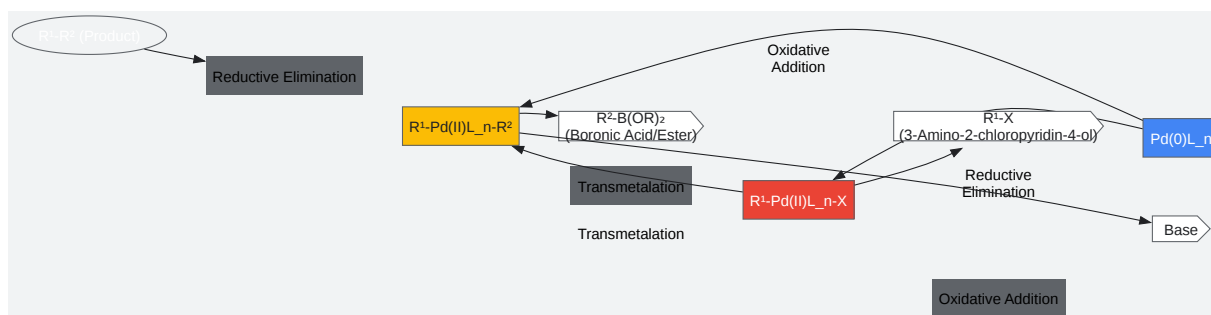 R¹-R² (Product)
Reductive Elimination
Oxidative
Addition
R¹-Pd(II)L_n-R²
R²-B(OR)₂
(Boronic Acid/Ester)
R¹-X
(3-Amino-2-chloropyridin-4-ol)
Pd(0)L_n
Transmetalation
R¹-Pd(II)L_n-X
Reductive
Elimination
Transmetalation
Base
Oxidative Addition